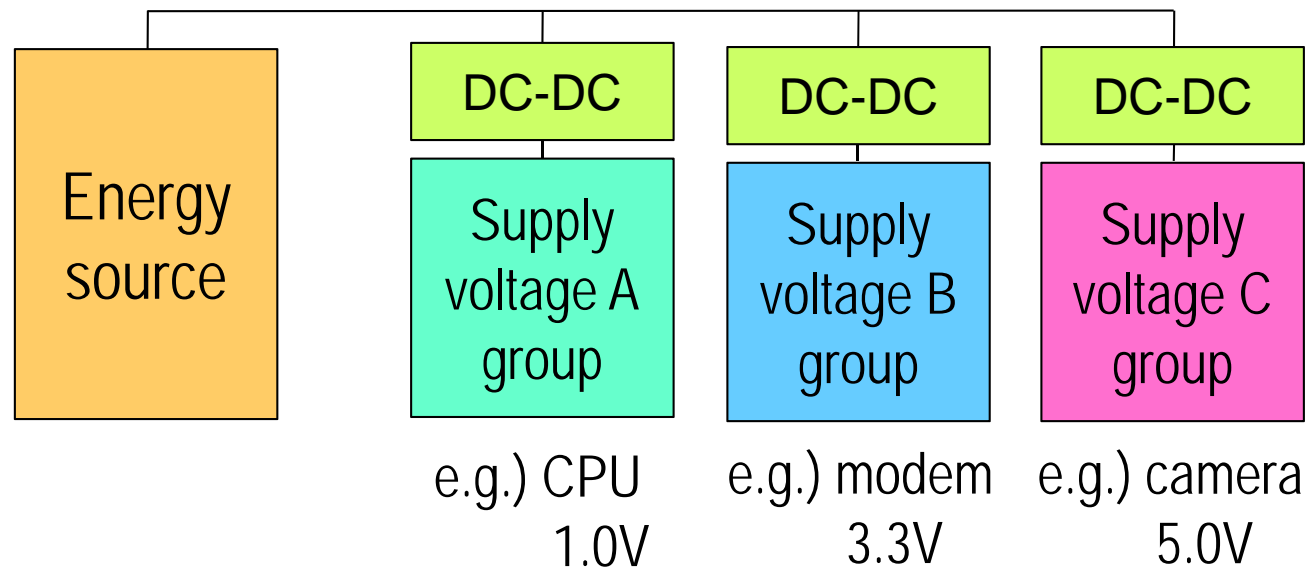 Energy
source
DC-DC
Supply
voltage A
group
e.g.) CPU
1.0V
DC-DC
Supply
voltage B
group
e.g.) modem
3.3V
DC-DC
Supply
voltage C
group
e.g.) camera
5.0V